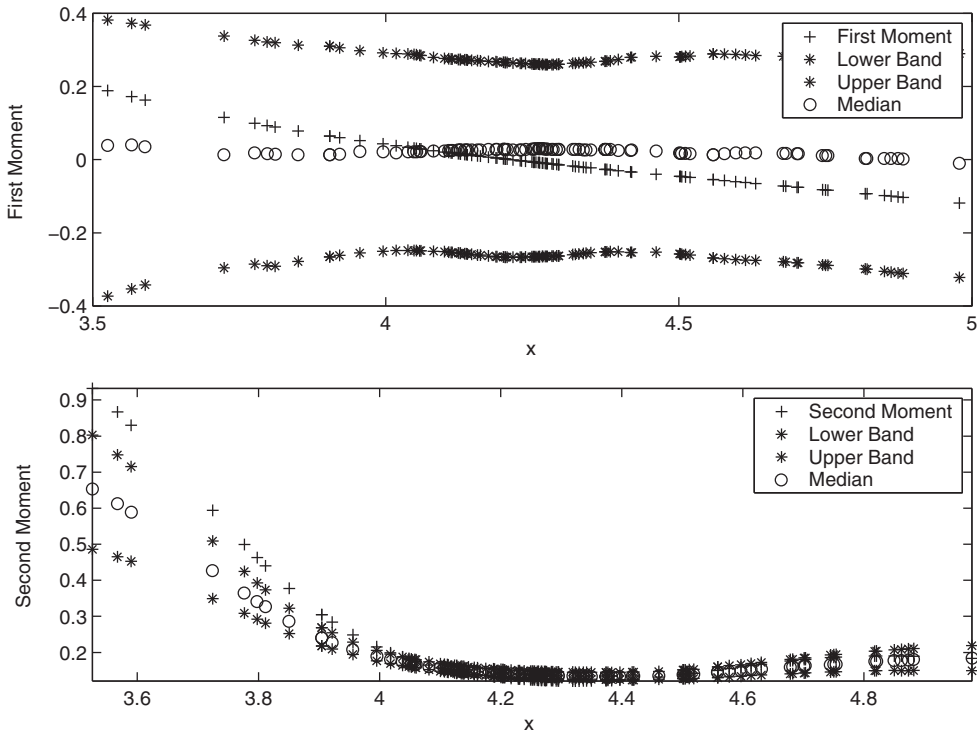 0.4
0.2
0
−0.2
−0.4
First Moment
First Moment
Lower Band
Upper Band
Median
3.5
4
4.5
5
x
0.9
0.8
0.7
0.6
0.5
0.4
0.3
0.2
Second Moment
Second Moment
Lower Band
Upper Band
Median
3.6
3.8
4
4.2
4.4
4.6
4.8
x